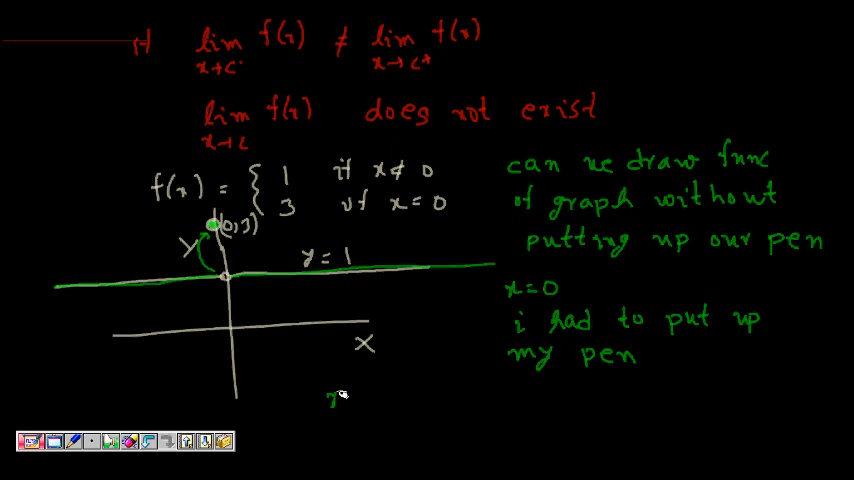 if lim f(x) ≠ lim f(x)
x→c⁻ x→c⁺
lim f(x) does not exist
x→c
f(x) = { 1 if x≠0
3 if x=0
(0,3)
y
y=1
x
can we draw func
of graph without
putting up our pen
x=0
i had to put up
my pen